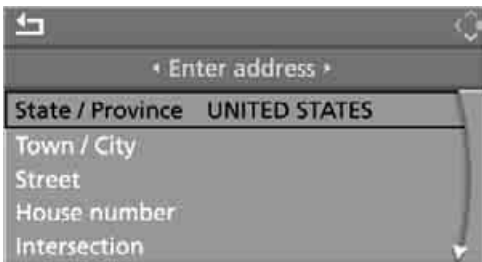 Enter address
State / Province UNITED STATES
Town / City
Street
House number
Intersection